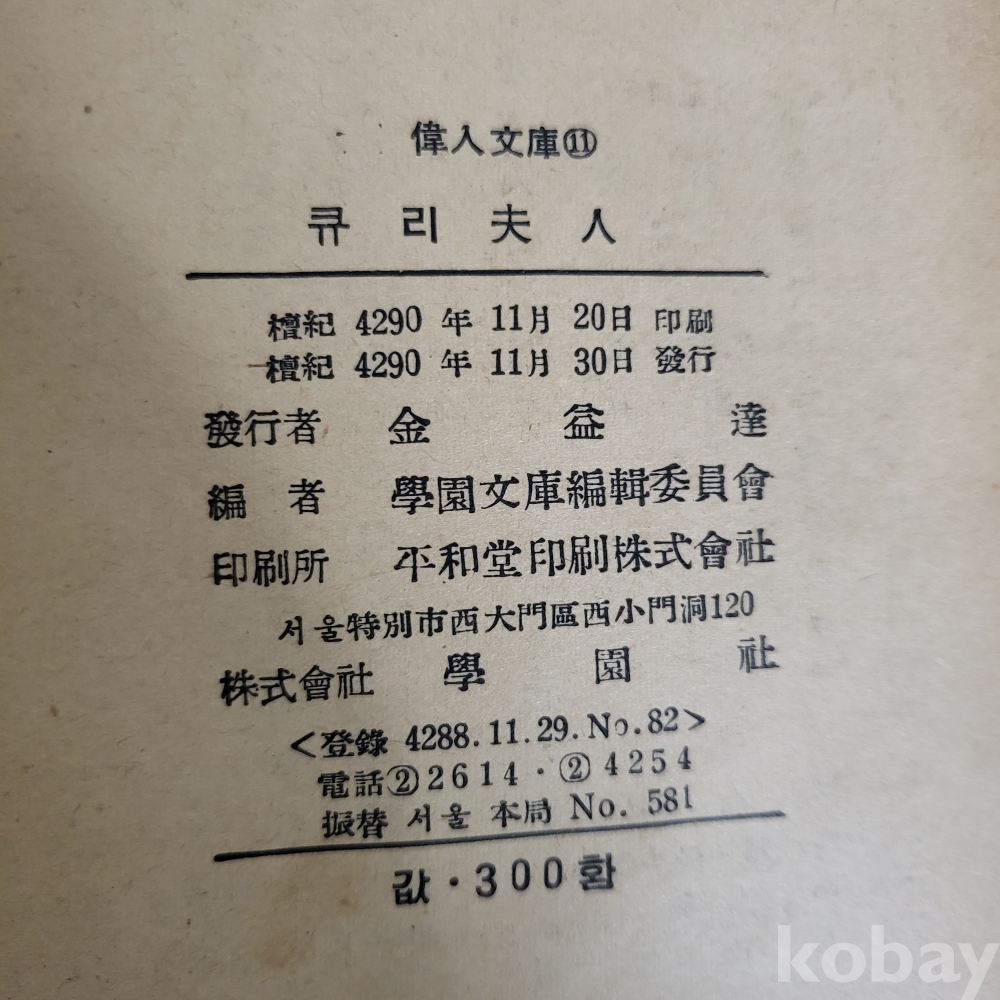 偉人文庫⑪
큐리夫人
檀紀 4290 年 11月 20日 印刷
檀紀 4290 年 11月 30日 發行
發行者 金益達
編者 學園文庫編輯委員會
印刷所 平和堂印刷株式會社
서울特別市西大門區西小門洞120
株式會社 學園社
<登錄 4288.11.29.No.82>
電話②2614·②4254
振替 서울 本局 No. 581
값·300환
kobay